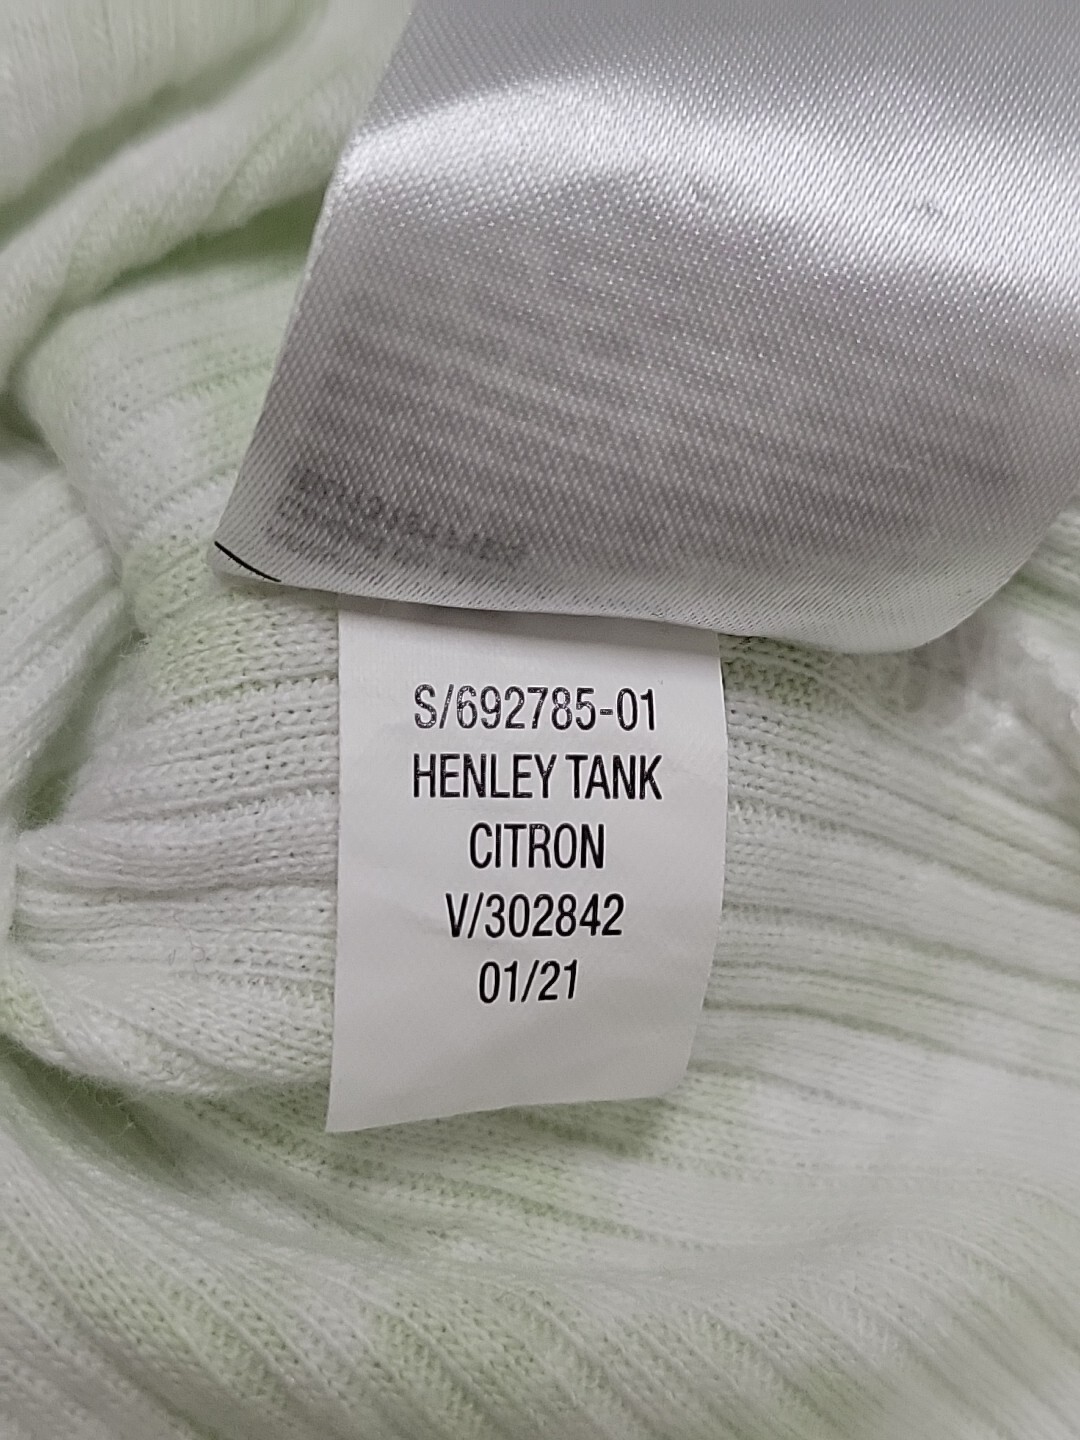 S/692785-01
HENLEY TANK
CITRON
V/302842
01/21